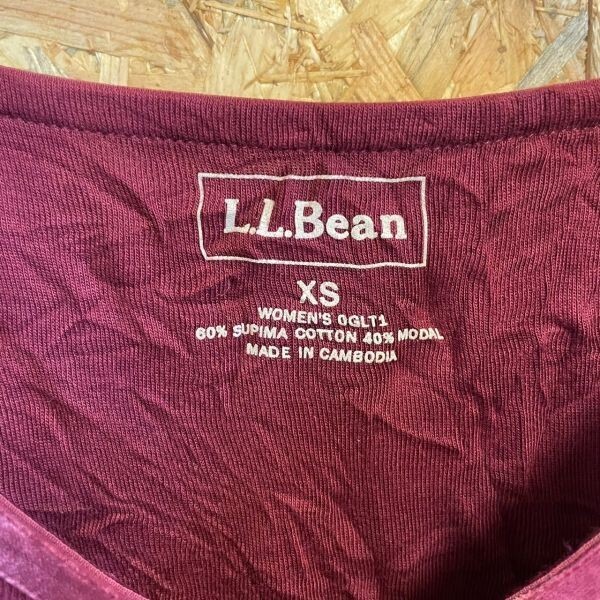 L.L.Bean
XS
WOMEN'S 0GLT1
60% SUPIMA COTTON 40% MODAL
MADE IN CAMBODIA